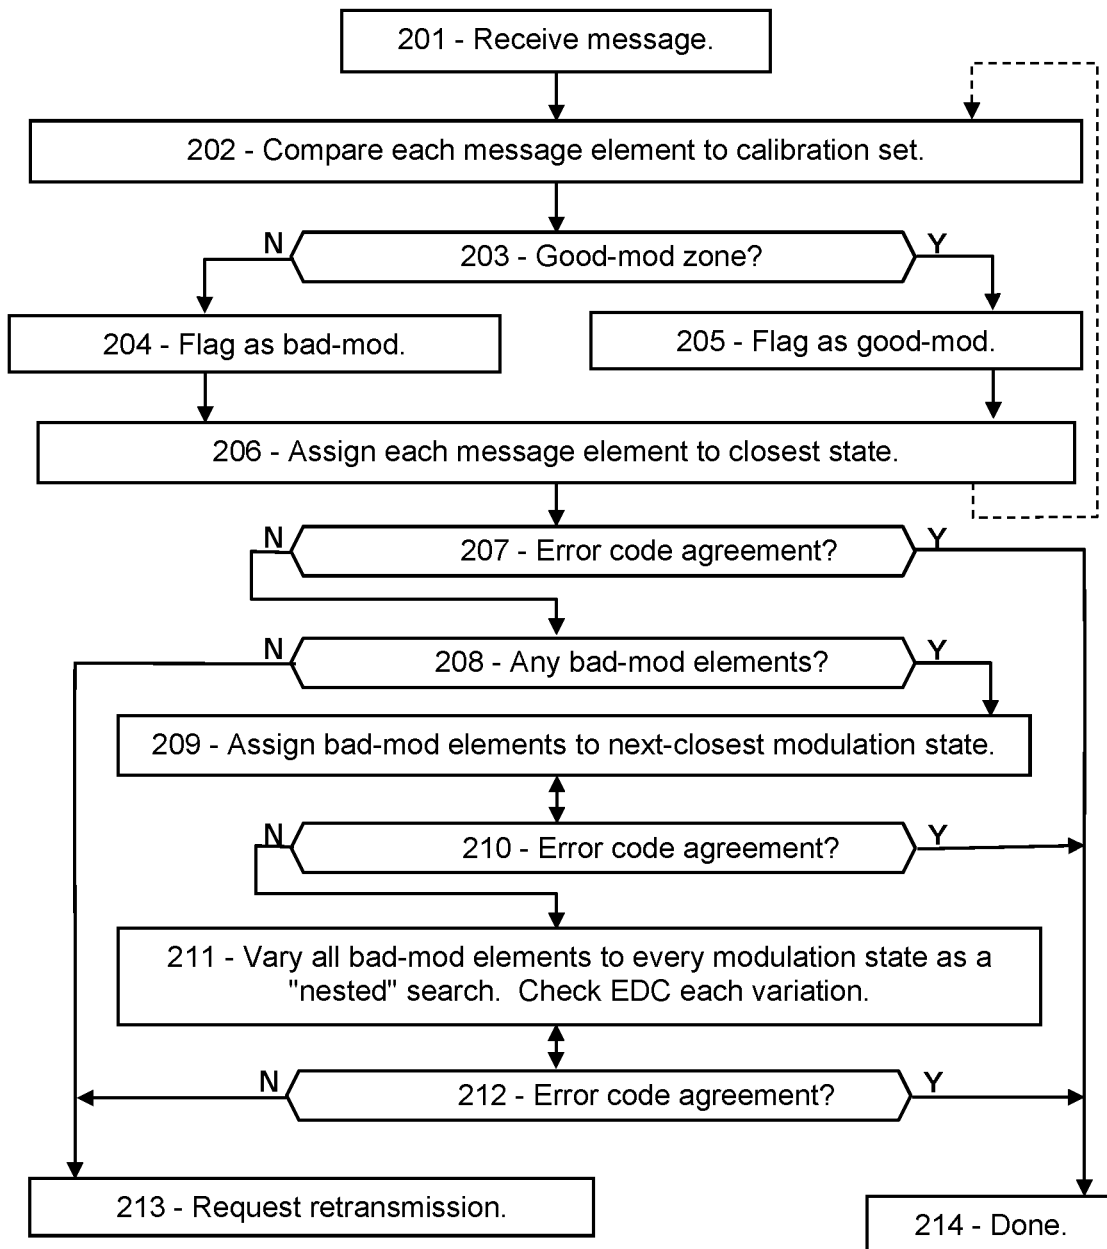 201 - Receive message.
202 - Compare each message element to calibration set.
N
203 - Good-mod zone?
Y
204 - Flag as bad-mod.
205 - Flag as good-mod.
206 - Assign each message element to closest state.
N
207 - Error code agreement?
Y
N
208 - Any bad-mod elements?
Y
209 - Assign bad-mod elements to next-closest modulation state.
N
210 - Error code agreement?
Y
211 - Vary all bad-mod elements to every modulation state as a
"nested" search.  Check EDC each variation.
N
212 - Error code agreement?
Y
213 - Request retransmission.
214 - Done.